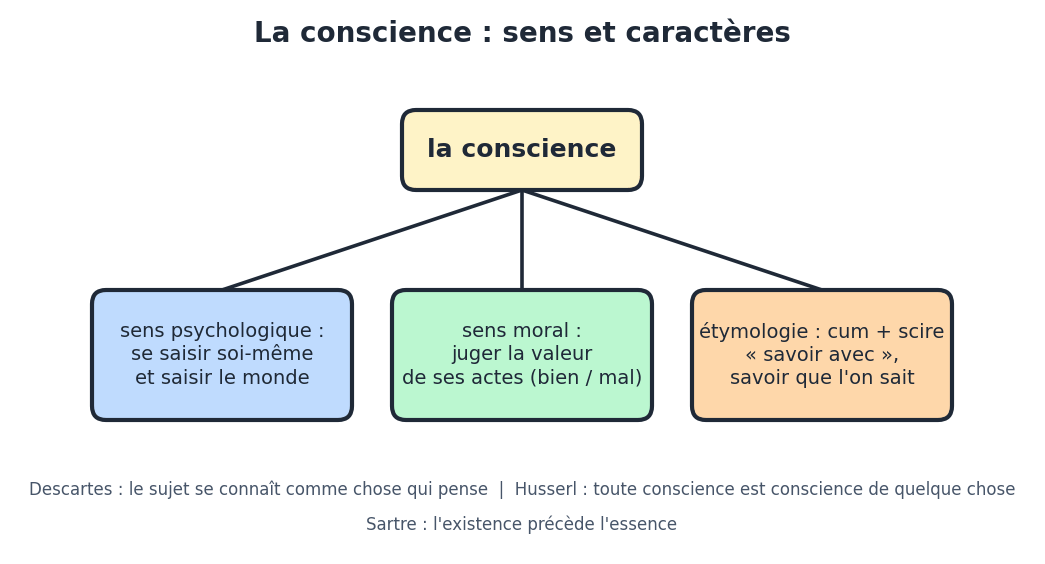 La conscience : sens et caractères
la conscience
sens psychologique :
se saisir soi-même
et saisir le monde
sens moral :
juger la valeur
de ses actes (bien / mal)
étymologie : cum + scire
« savoir avec »,
savoir que l'on sait
Descartes : le sujet se connaît comme chose qui pense | Husserl : toute conscience est conscience de quelque chose
Sartre : l'existence précède l'essence